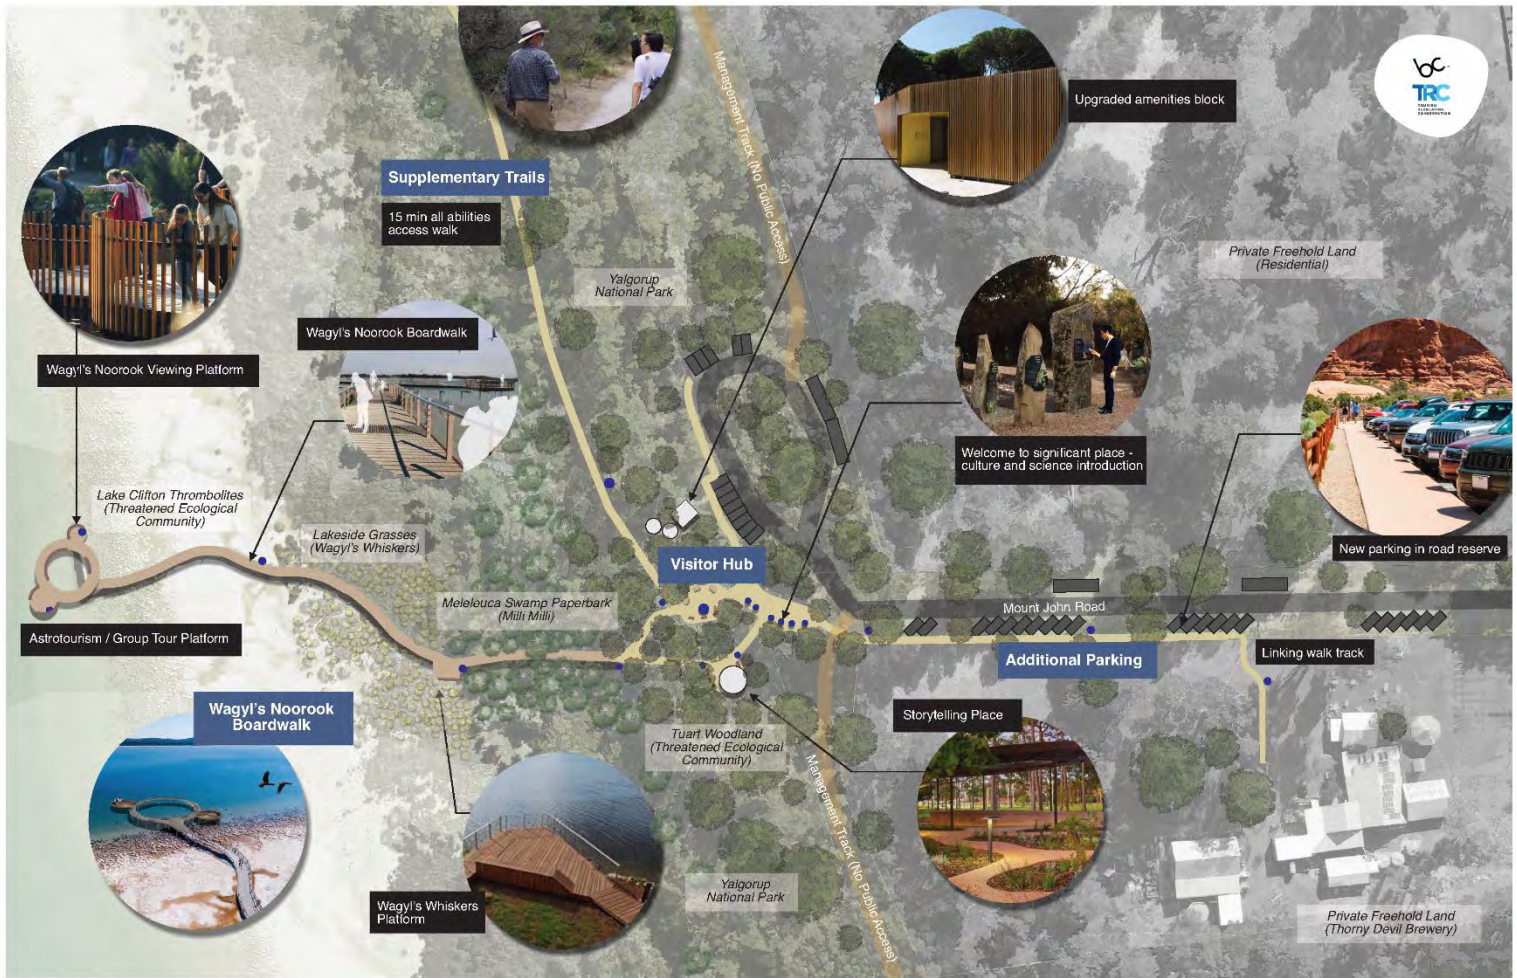 Upgraded amenities block
bc
TRC
TOURISM
CONSERVATION
Management Track (No Public Access)
Supplementary Trails
15 min all abilities
access walk
Private Freehold Land
(Residential)
Yalgorup
National Park
Wagyl's Noorook Boardwalk
Wagyl's Noorook Viewing Platform
Welcome to significant place -
culture and science introduction
Lake Clifton Thrombolites
(Threatened Ecological
Community)
Lakeside Grasses
(Wagyl's Whiskers)
New parking in road reserve
Visitor Hub
Meleleuca Swamp Paperbark
(Milli Milli)
Mount John Road
Astrotourism / Group Tour Platform
Additional Parking
Linking walk track
Wagyl's Noorook
Boardwalk
Storytelling Place
Tuart Woodland
(Threatened Ecological
Community)
Management Track (No Public Access)
Yalgorup
National Park
Wagyl's Whiskers
Platform
Private Freehold Land
(Thorny Devil Brewery)